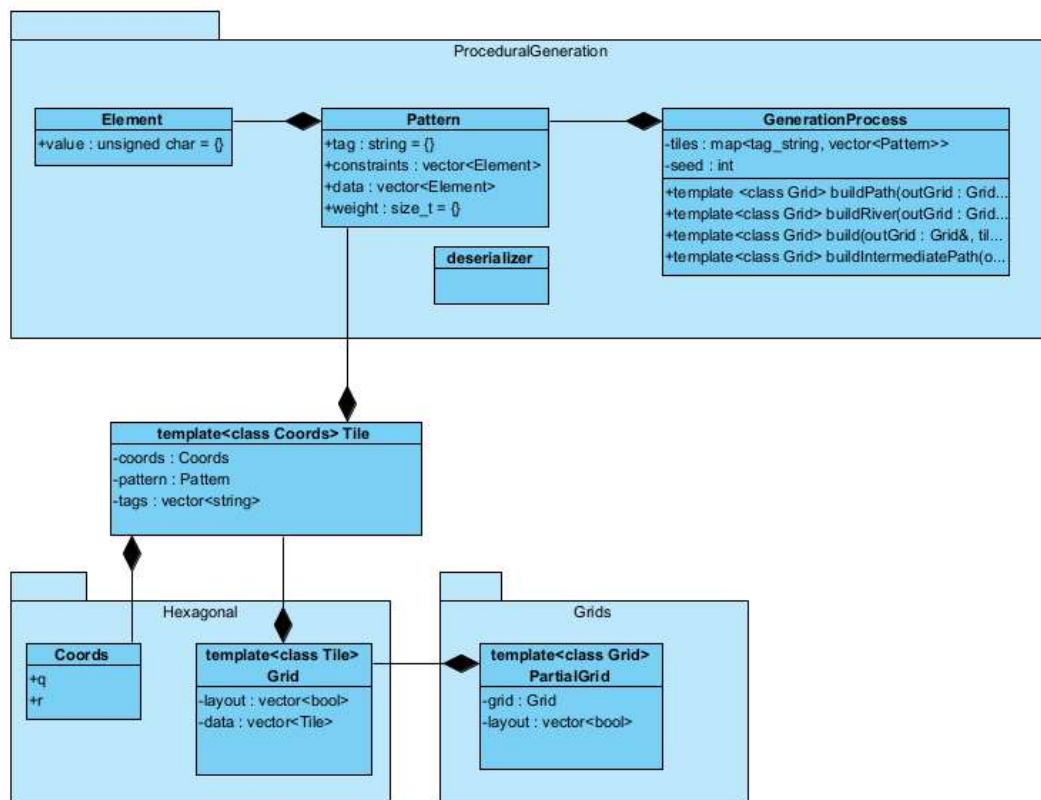 ProceduralGeneration
Element
+value : unsigned char = {}
Pattern
+tag : string = {}
+constraints : vector<Element>
+data : vector<Element>
+weight : size_t = {}
GenerationProcess
-tiles : map<tag_string, vector<Pattern>>
-seed : int
+template <class Grid> buildPath(outGrid : Grid...
+template<class Grid> buildRiver(outGrid : Grid...
+template<class Grid> build(outGrid : Grid&, til...
+template<class Grid> buildIntermediatePath(o...
deserializer
template<class Coords> Tile
-coords : Coords
-pattern : Pattern
-tags : vector<string>
Hexagonal
Coords
+q
+r
template<class Tile>
Grid
-layout : vector<bool>
-data : vector<Tile>
Grids
template<class Grid>
PartialGrid
-grid : Grid
-layout : vector<bool>